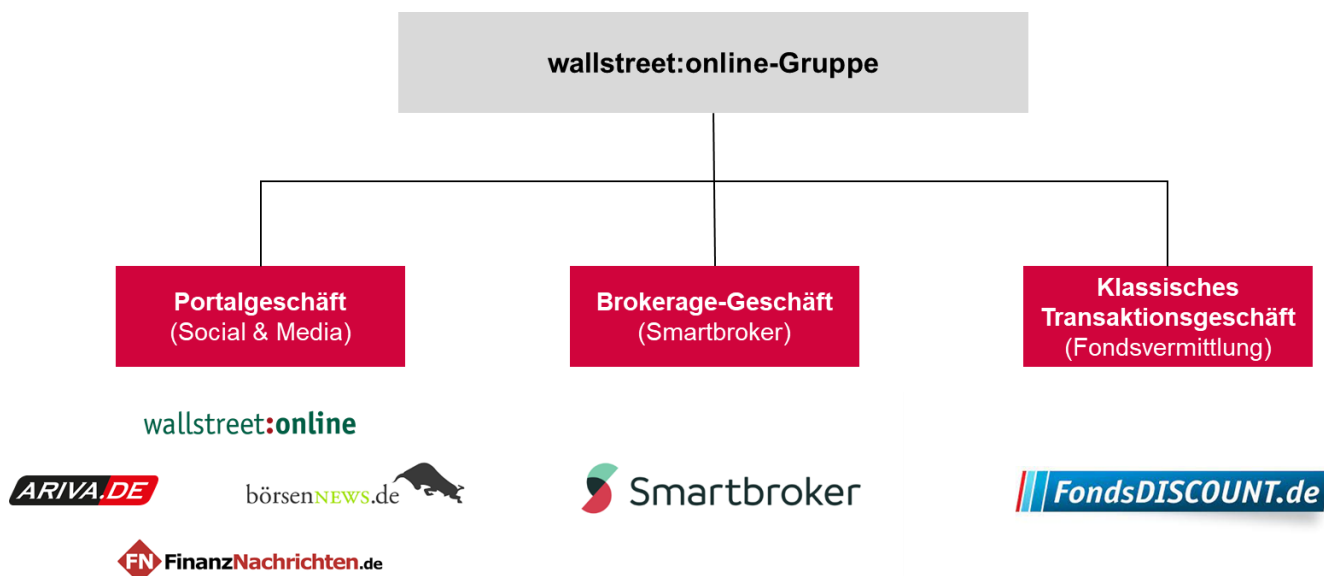 wallstreet:online-Gruppe
Portalgeschäft
(Social & Media)
Brokerage-Geschäft
(Smartbroker)
Klassisches
Transaktionsgeschäft
(Fondsvermittlung)
wallstreet:online
ARIVA.DE
börsenNEWS.de
FN FinanzNachrichten.de
Smartbroker
FondsDISCOUNT.de